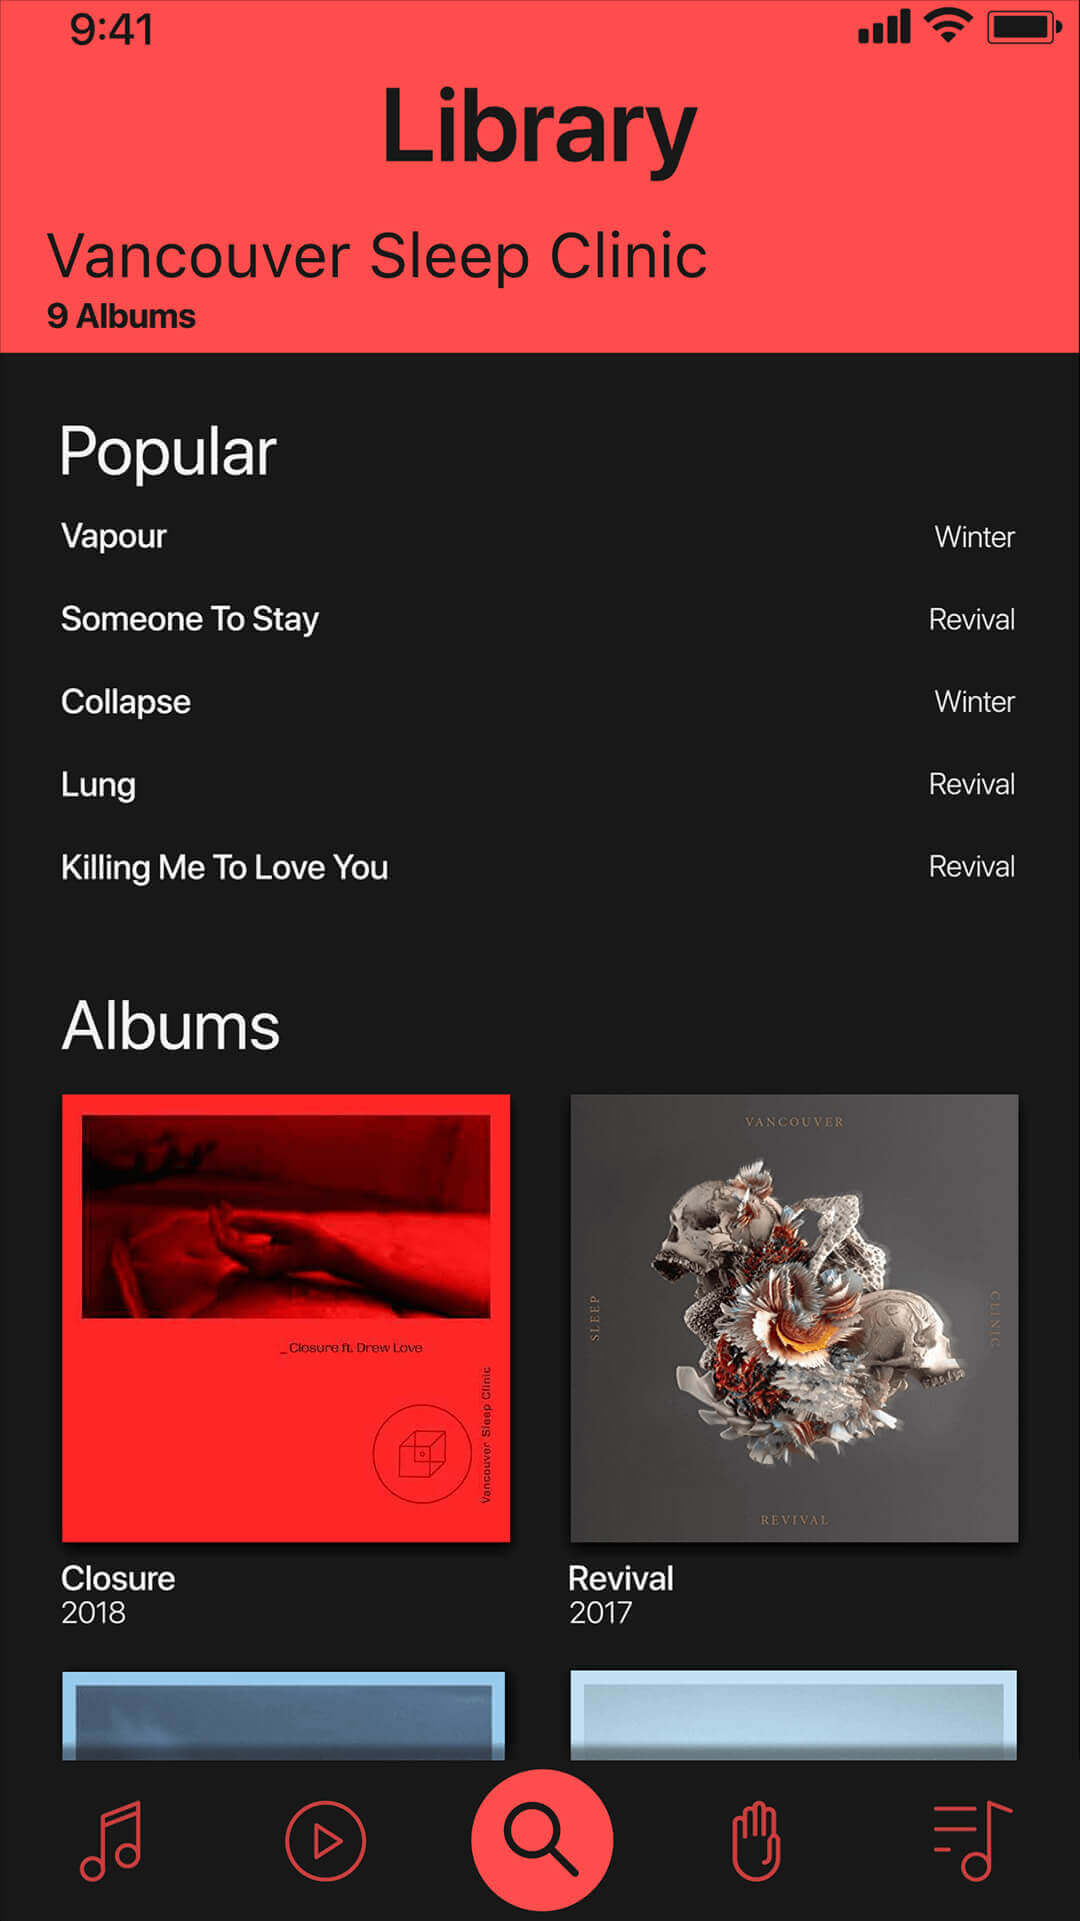 9:41
Library
Vancouver Sleep Clinic
9 Albums
Popular
Vapour Winter
Someone To Stay Revival
Collapse Winter
Lung Revival
Killing Me To Love You Revival
Albums
_Closure ft. Drew Love
Vancouver Sleep Clinic
VANCOUVER
SLEEP
CLINIC
REVIVAL
Closure
2018
Revival
2017